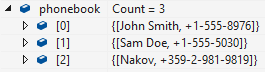 phonebook Count = 3
[0] {[John Smith, +1-555-8976]}
[1] {[Sam Doe, +1-555-5030]}
[2] {[Nakov, +359-2-981-9819]}